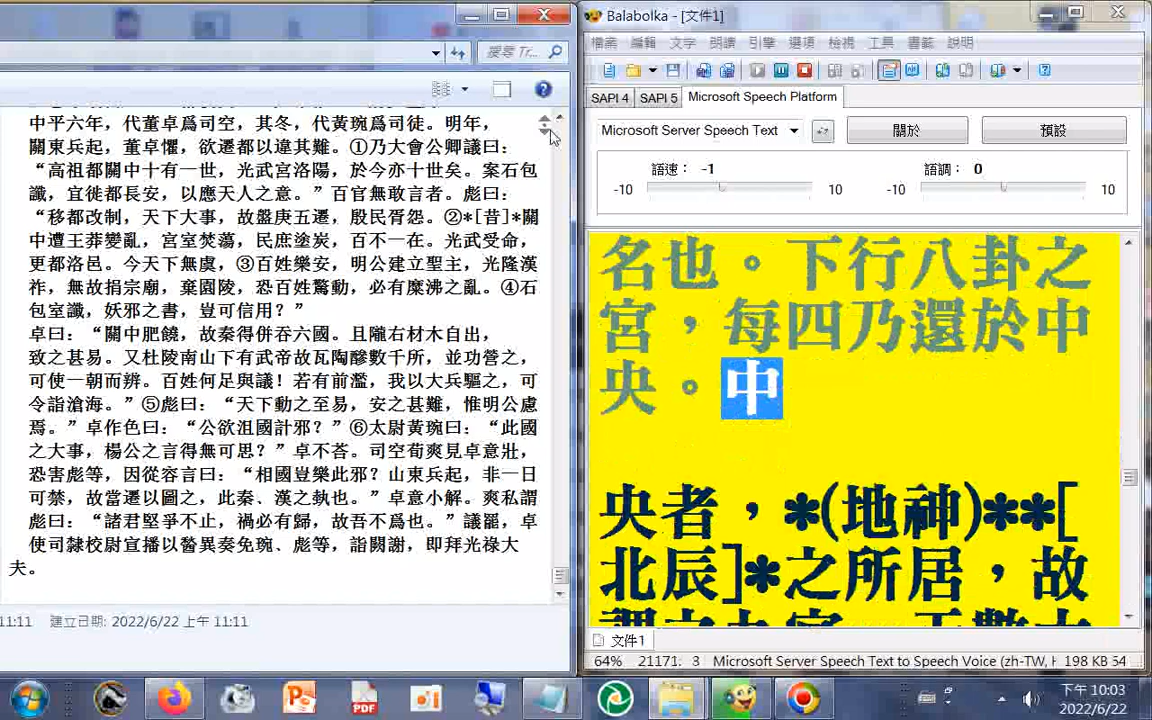 搜尋 Tr...
中平六年，代董卓爲司空，其冬，代黃琬爲司徒。明年，
關東兵起，董卓懼，欲遷都以違其難。①乃大會公卿議曰：
“高祖都關中十有一世，光武宮洛陽，於今亦十世矣。案石包
讖，宜徙都長安，以應天人之意。”百官無敢言者。彪曰：
“移都改制，天下大事，故盤庚五遷，殷民胥怨。②*[昔]*關
中遭王莽變亂，宮室焚蕩，民庶塗炭，百不一在。光武受命，
更都洛邑。今天下無虞，③百姓樂安，明公建立聖主，光隆漢
祚，無故捐宗廟，棄園陵，恐百姓驚動，必有糜沸之亂。④石
包室讖，妖邪之書，豈可信用？”
卓曰：“關中肥饒，故秦得併吞六國。且隴右材木自出，
致之甚易。又杜陵南山下有武帝故瓦陶竈數千所，並功營之，
可使一朝而辨。百姓何足與議！若有前濫，我以大兵驅之，可
令詣滄海。”⑤彪曰：“天下動之至易，安之甚難，惟明公慮
焉。”卓作色曰：“公欲沮國計邪？”⑥太尉黃琬曰：“此國
之大事，楊公之言得無可思？”卓不荅。司空荀爽見卓意壯，
恐害彪等，因從容言曰：“相國豈樂此邪？山東兵起，非一日
可禁，故當遷以圖之，此秦、漢之埶也。”卓意小解。爽私謂
彪曰：“諸君堅爭不止，禍必有歸，故吾不爲也。”議罷，卓
使司隸校尉宣播以灾異奏免琬、彪等，詣闕謝，即拜光祿大
夫。
11:11 建立日期: 2022/6/22 上午 11:11
Balabolka - [文件1]
檔案 編輯 文字 朗讀 引擎 選項 檢視 工具 書籤 說明
SAPI 4 SAPI 5 Microsoft Speech Platform
Microsoft Server Speech Text 關於 預設
語速： -1 語調： 0
-10 10 -10 10
名也。下行八卦之
宮，每四乃還於中
央。中
央者，*(地神)**[
北辰]*之所居，故
文件1
64% 21171. 3 Microsoft Server Speech Text to Speech Voice (zh-TW, H 198 KB 54
下午 10:03
2022/6/22